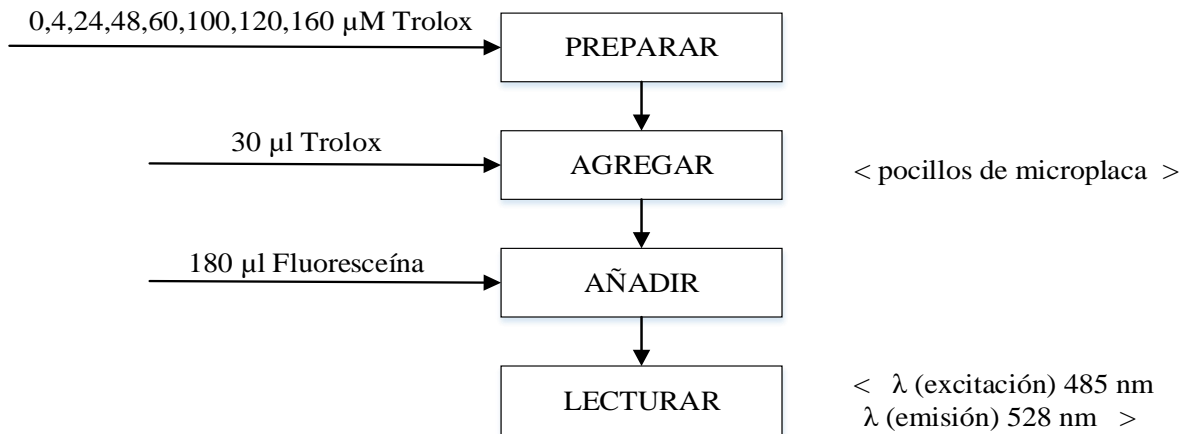 0,4,24,48,60,100,120,160 µM Trolox
PREPARAR
30 µl Trolox
AGREGAR
< pocillos de microplaca >
180 µl Fluoresceína
AÑADIR
LECTURAR
< λ (excitación) 485 nm
λ (emisión) 528 nm >